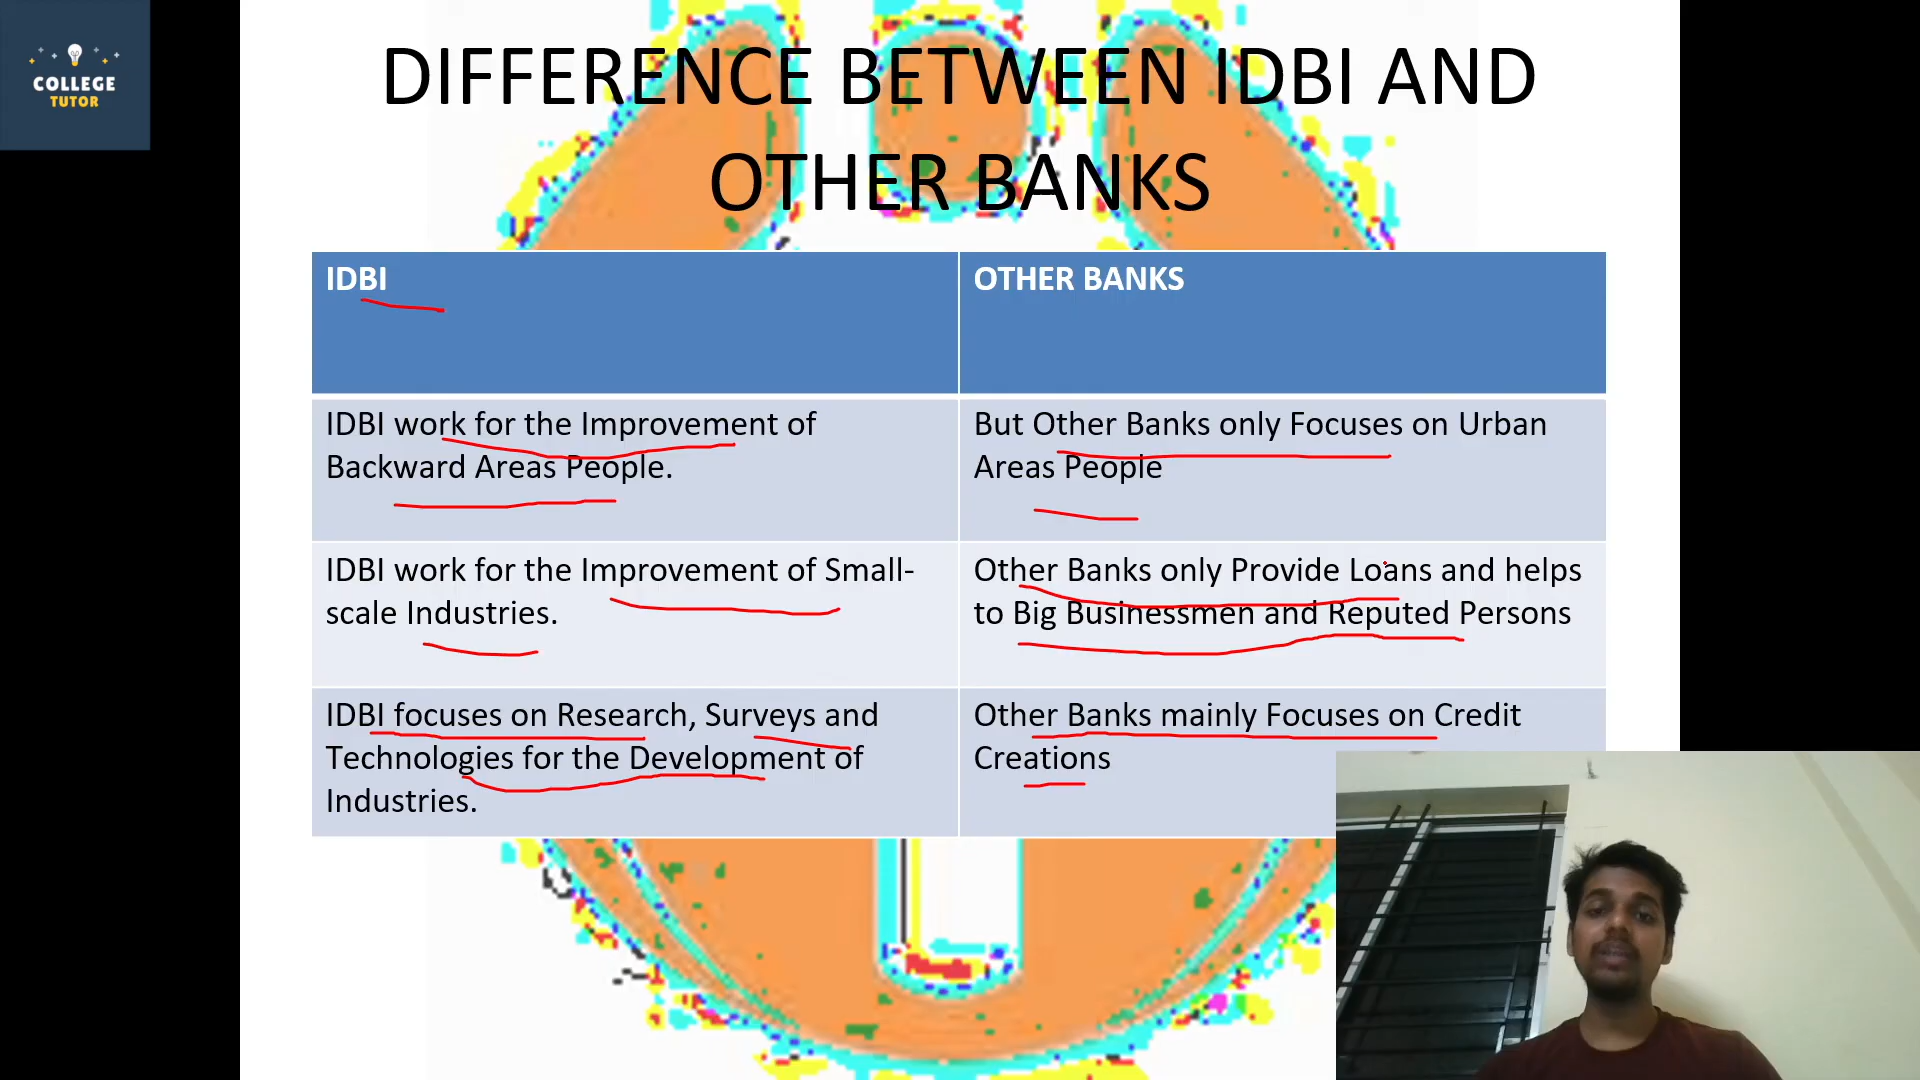 COLLEGE
TUTOR
DIFFERENCE BETWEEN IDBI AND
OTHER BANKS
IDBI
OTHER BANKS
IDBI work for the Improvement of
Backward Areas People.
But Other Banks only Focuses on Urban
Areas People
IDBI work for the Improvement of Small-
scale Industries.
Other Banks only Provide Loans and helps
to Big Businessmen and Reputed Persons
IDBI focuses on Research, Surveys and
Technologies for the Development of
Industries.
Other Banks mainly Focuses on Credit
Creations